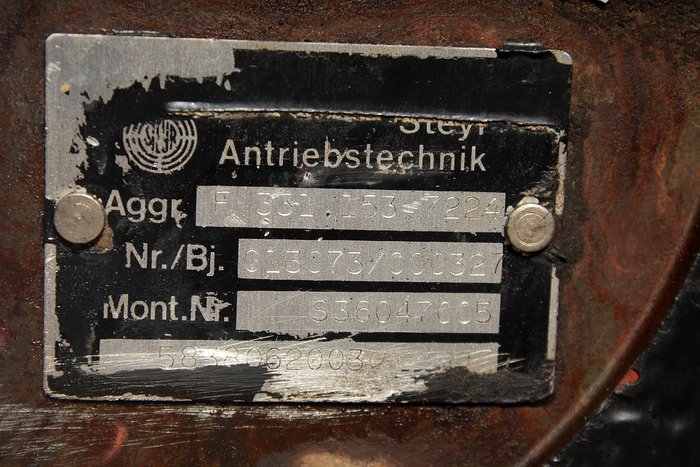 Steyr
Antriebstechnik
Aggr. F 331.153.7224
Nr./Bj. 013073/000327
Mont.Nr. S36047005